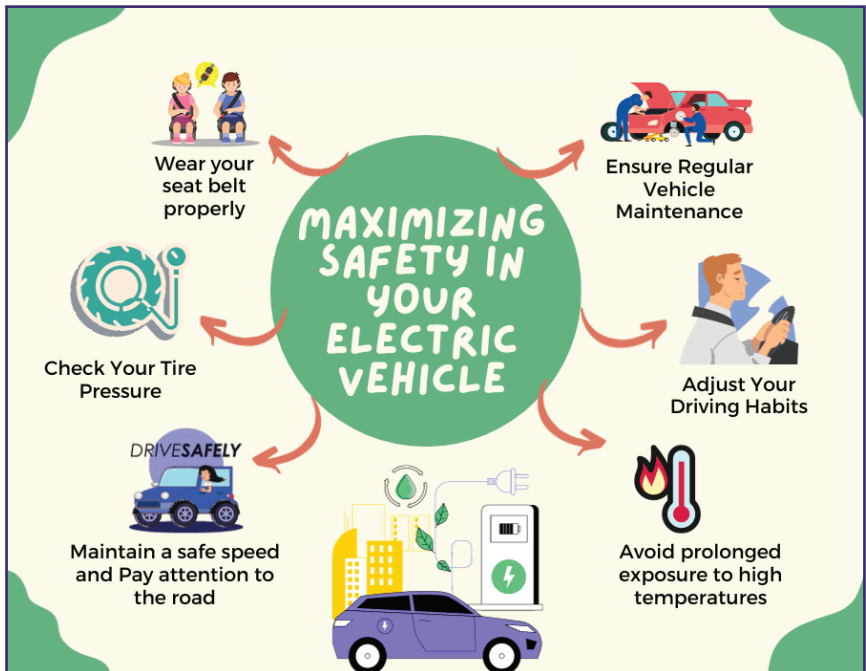 MAXIMIZING
SAFETY IN
YOUR
ELECTRIC
VEHICLE
Wear your
seat belt
properly
Ensure Regular
Vehicle
Maintenance
Check Your Tire
Pressure
Adjust Your
Driving Habits
DRIVESAFELY
Maintain a safe speed
and Pay attention to
the road
Avoid prolonged
exposure to high
temperatures